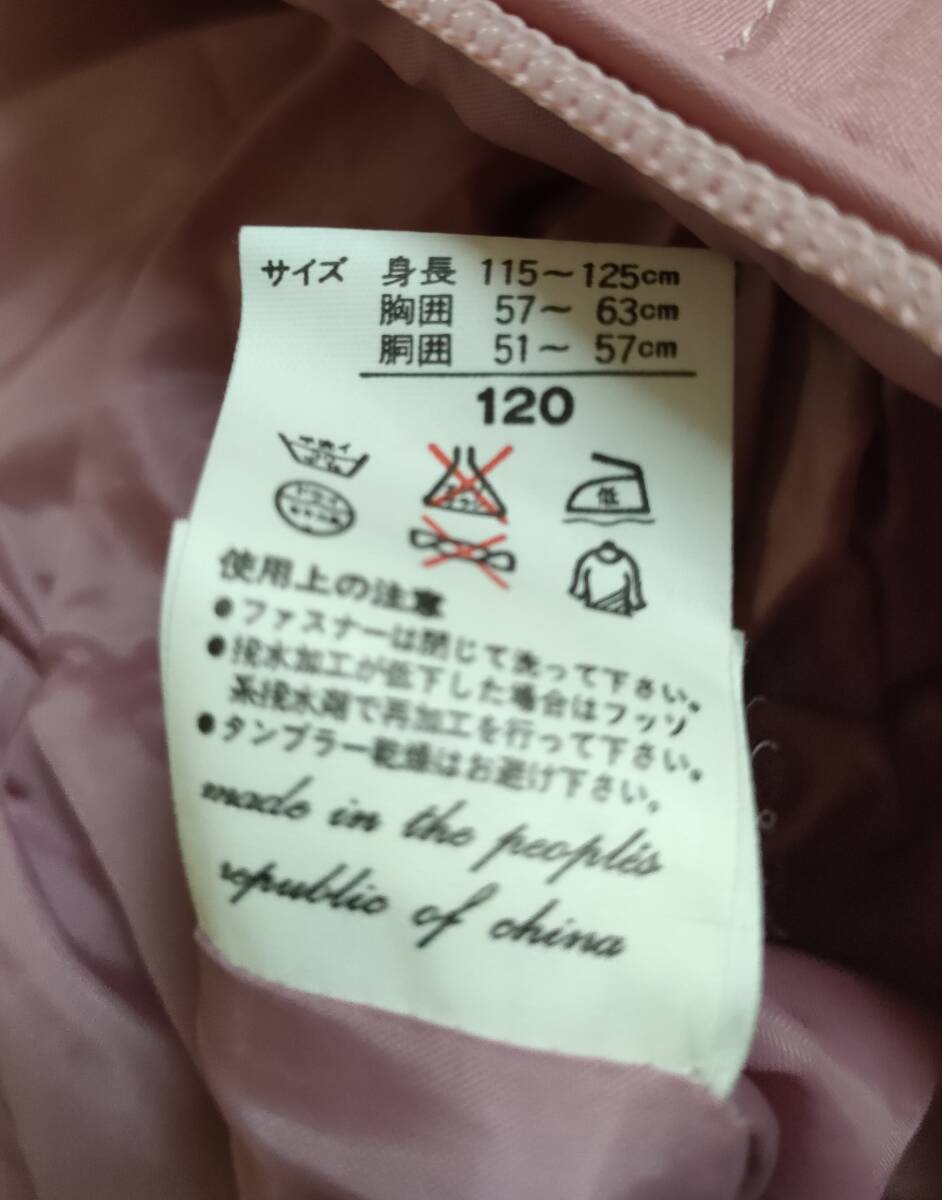 サイズ 身長 115〜125cm
胸囲 57〜 63cm
胴囲 51〜 57cm
120
低
使用上の注意
●ファスナーは閉じて洗って下さい。
●撥水加工が低下した場合はフッソ
系撥水剤で再加工を行って下さい。
●タンブラー乾燥はお避け下さい。
made in the peoples
republic of china